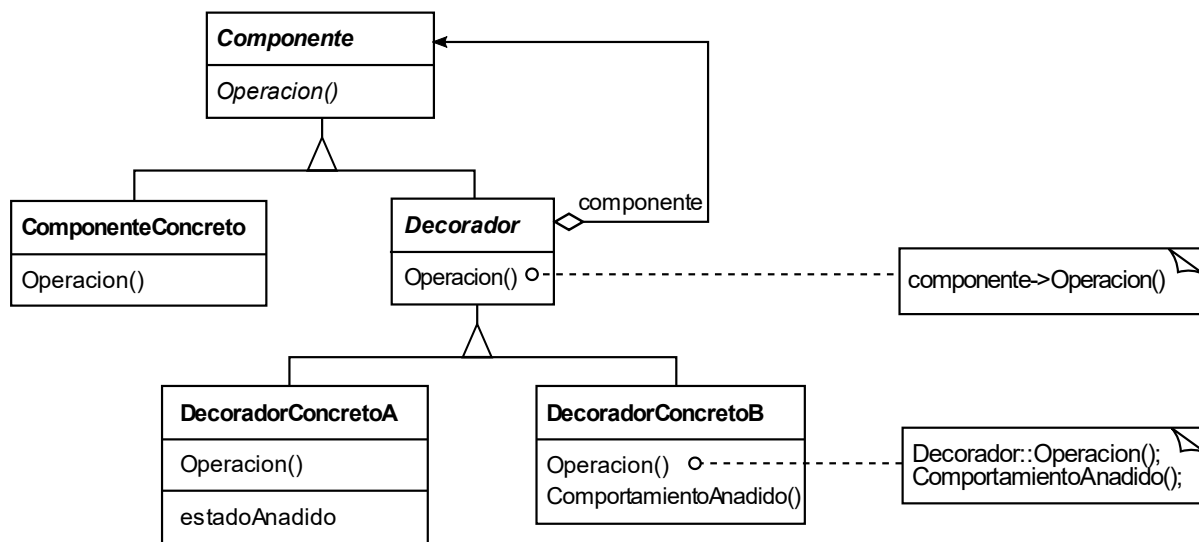 Componente
Operacion()
componente
ComponenteConcreto
Operacion()
Decorador
Operacion()
componente->Operacion()
DecoradorConcretoA
Operacion()
estadoAnadido
DecoradorConcretoB
Operacion()
ComportamientoAnadido()
Decorador::Operacion();
ComportamientoAnadido();